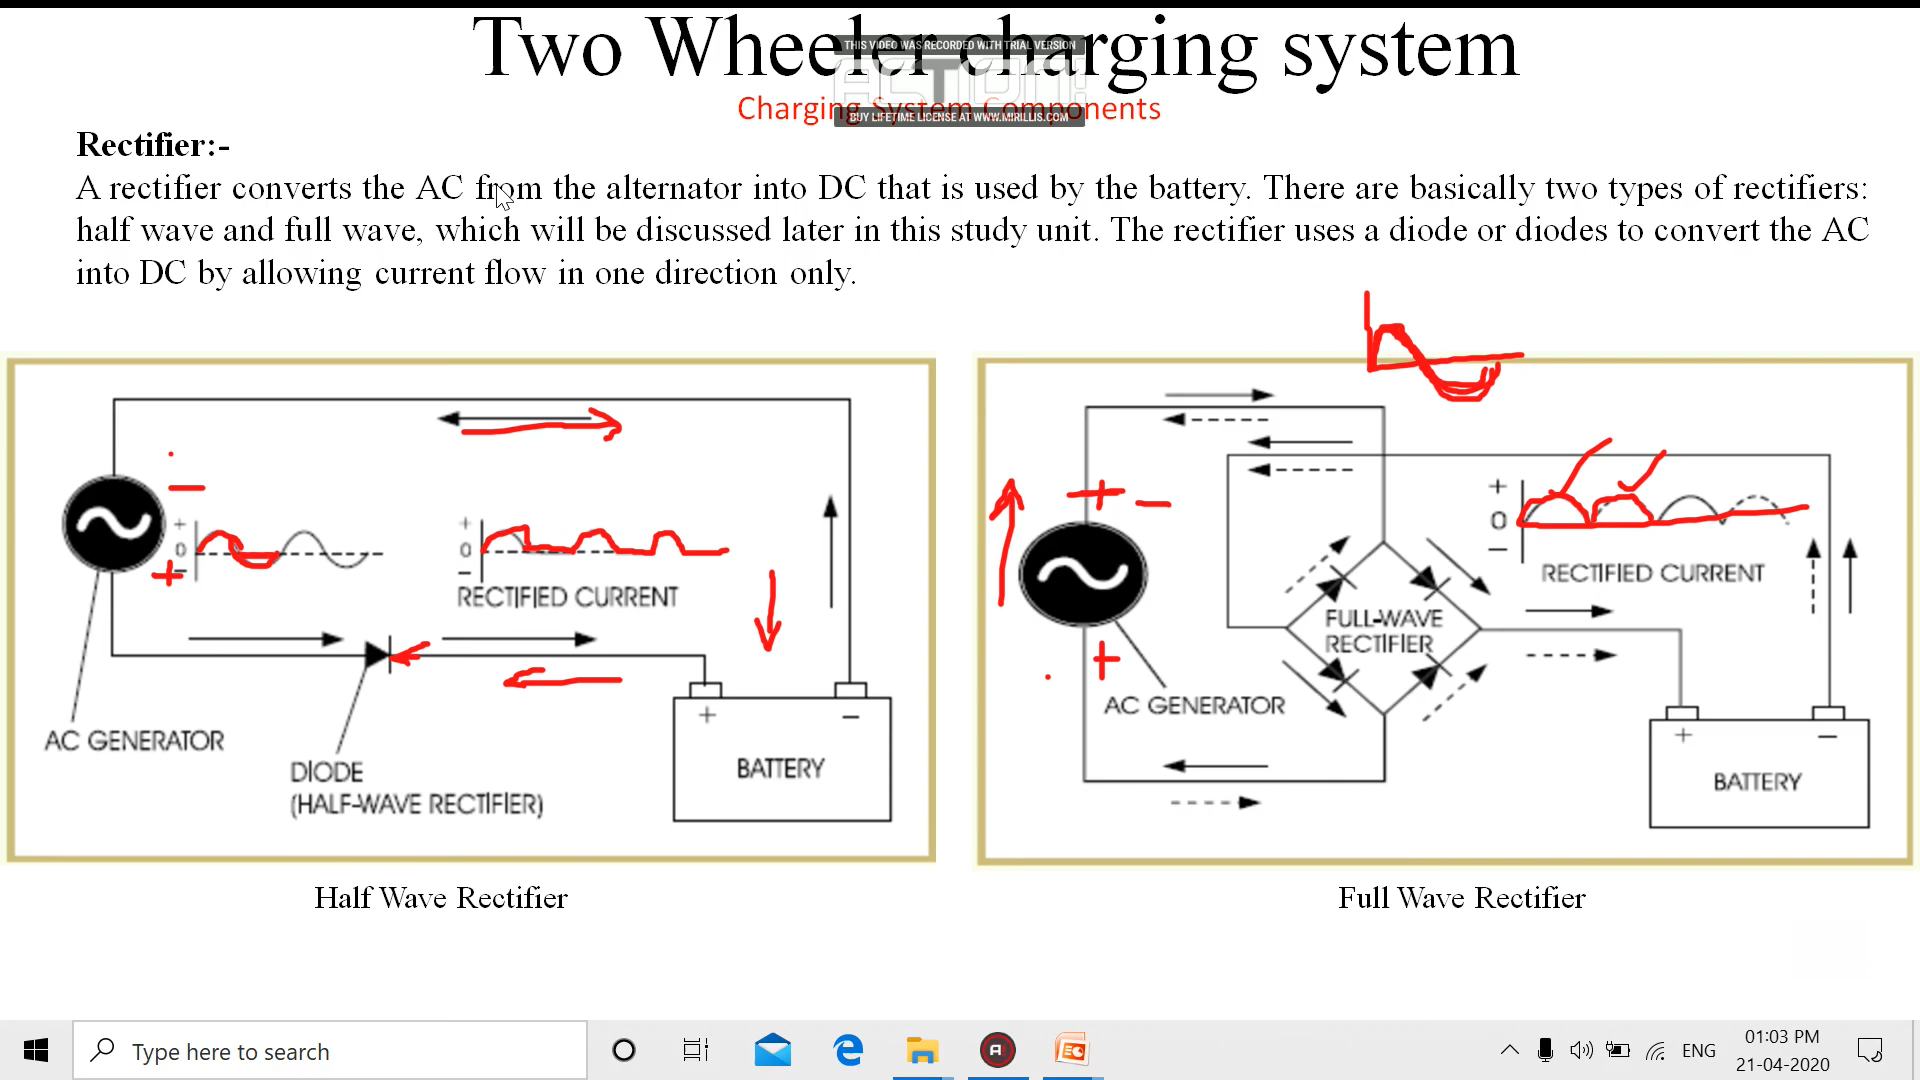 Two Wheeler charging system
THIS VIDEO WAS RECORDED WITH TRIAL VERSION
Charging System Components
BUY LIFETIME LICENSE AT WWW.MIRILLIS.COM
Rectifier:-
A rectifier converts the AC from the alternator into DC that is used by the battery. There are basically two types of rectifiers:
half wave and full wave, which will be discussed later in this study unit. The rectifier uses a diode or diodes to convert the AC
into DC by allowing current flow in one direction only.
+
0
−
+
0
−
RECTIFIED CURRENT
AC GENERATOR
DIODE
(HALF-WAVE RECTIFIER)
+ −
BATTERY
− +
+ −
+
+
0
−
RECTIFIED CURRENT
FULL-WAVE
RECTIFIER
AC GENERATOR
+ −
BATTERY
Half Wave Rectifier
Full Wave Rectifier
Type here to search
ENG
01:03 PM
21-04-2020